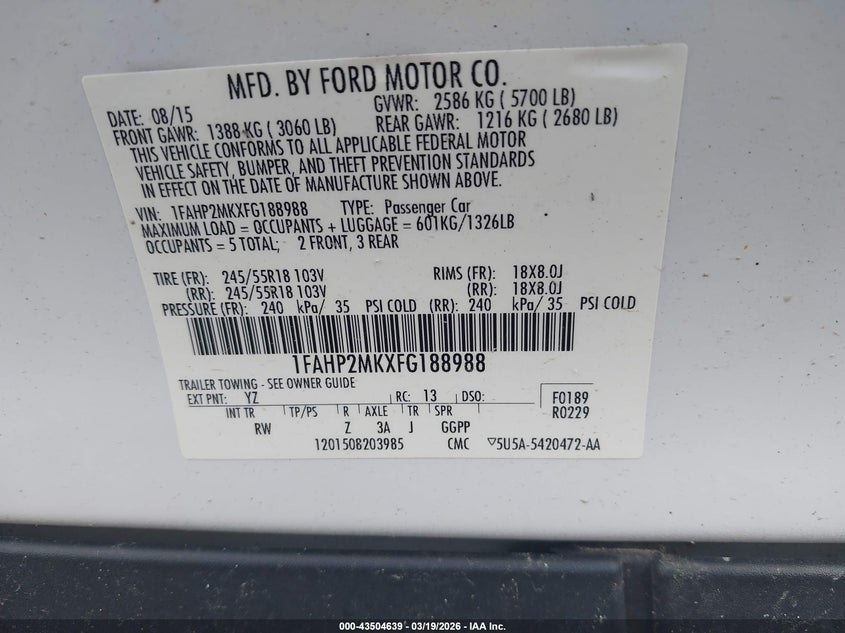 MFD. BY FORD MOTOR CO.
DATE: 08/15 GVWR: 2586 KG ( 5700 LB)
FRONT GAWR: 1388 KG ( 3060 LB) REAR GAWR: 1216 KG ( 2680 LB)
THIS VEHICLE CONFORMS TO ALL APPLICABLE FEDERAL MOTOR
VEHICLE SAFETY, BUMPER, AND THEFT PREVENTION STANDARDS
IN EFFECT ON THE DATE OF MANUFACTURE SHOWN ABOVE.
VIN: 1FAHP2MKXFG188988 TYPE: Passenger Car
MAXIMUM LOAD = OCCUPANTS + LUGGAGE = 601KG/1326LB
OCCUPANTS = 5 TOTAL; 2 FRONT, 3 REAR
TIRE (FR): 245/55R18 103V RIMS (FR): 18X8.0J
(RR): 245/55R18 103V (RR): 18X8.0J
PRESSURE (FR): 240 kPa/ 35 PSI COLD (RR): 240 kPa/ 35 PSI COLD
1FAHP2MKXFG188988
TRAILER TOWING - SEE OWNER GUIDE
EXT PNT: YZ RC: 13 DSO: F0189
INT TR TP/PS R AXLE TR SPR R0229
RW Z 3A J GGPP
1201508203985 CMC ▽5U5A-5420472-AA
000-43504639 - 03/19/2026 - IAA Inc.